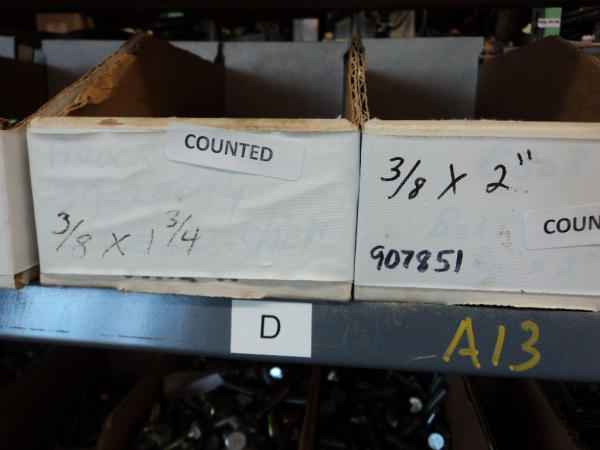 COUNTED
3/8 X 1 3/4
3/8 X 2"
COUN
907851
D
A13